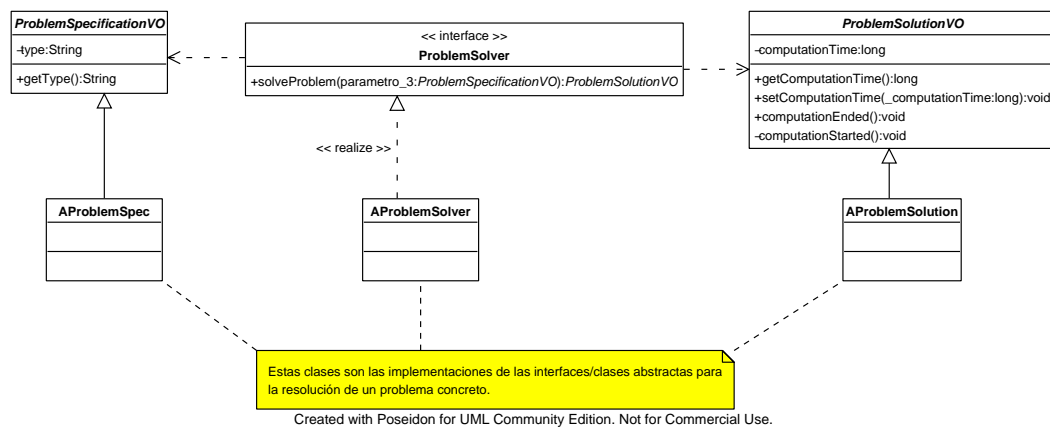 ProblemSpecificationVO
-type:String
+getType():String
<< interface >>
ProblemSolver
+solveProblem(parametro_3:ProblemSpecificationVO):ProblemSolutionVO
ProblemSolutionVO
-computationTime:long
+getComputationTime():long
+setComputationTime(_computationTime:long):void
+computationEnded():void
-computationStarted():void
<< realize >>
AProblemSpec
AProblemSolver
AProblemSolution
Estas clases son las implementaciones de las interfaces/clases abstractas para
la resolución de un problema concreto.
Created with Poseidon for UML Community Edition. Not for Commercial Use.